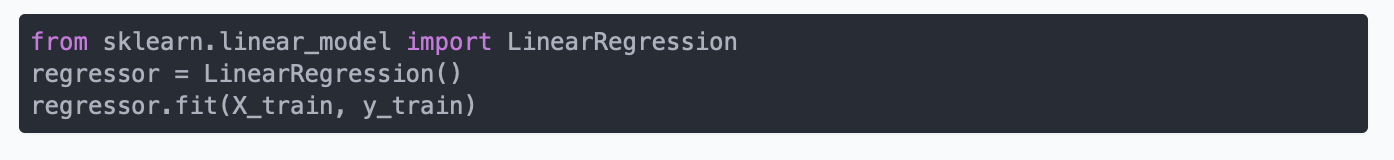 from sklearn.linear_model import LinearRegression
regressor = LinearRegression()
regressor.fit(X_train, y_train)